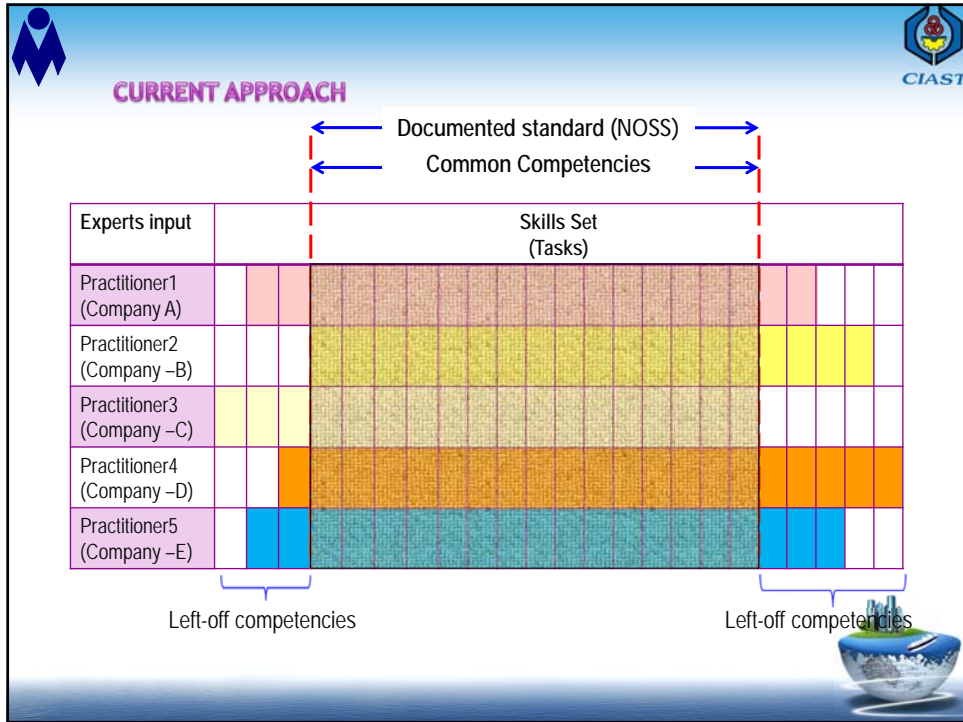 CIAST
CURRENT APPROACH
Documented standard (NOSS)
Common Competencies
Experts input
Skills Set
(Tasks)
Practitioner1
(Company A)
Practitioner2
(Company –B)
Practitioner3
(Company –C)
Practitioner4
(Company –D)
Practitioner5
(Company –E)
Left-off competencies
Left-off competencies